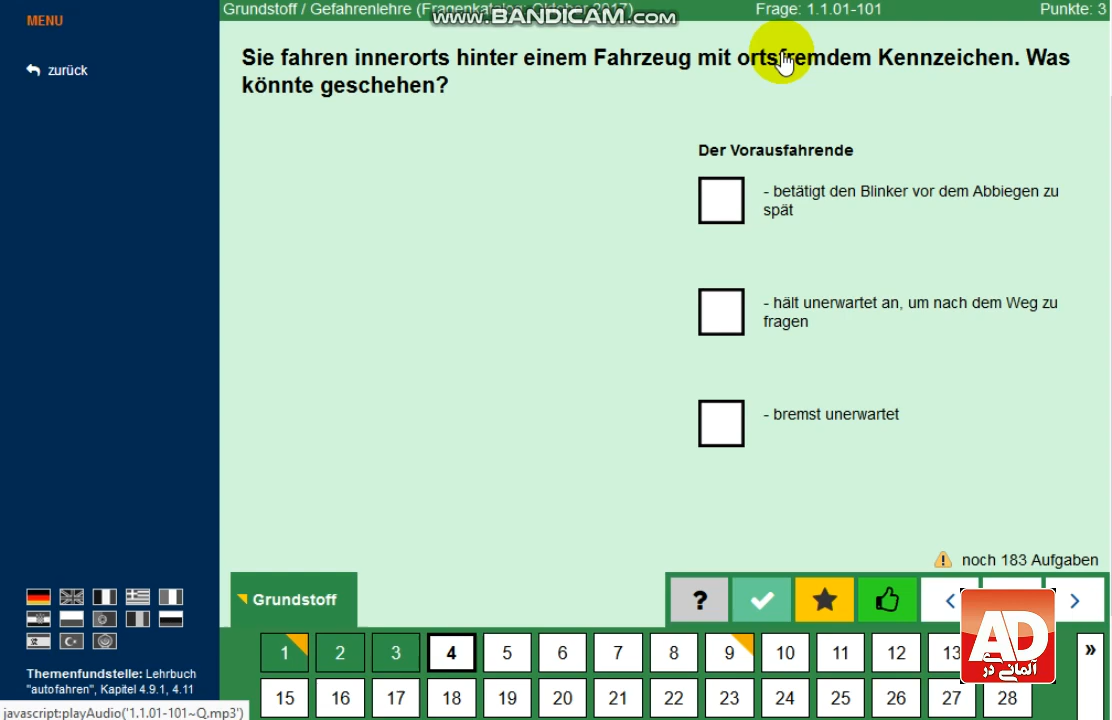 MENU
Grundstoff / Gefahrenlehre (Fragenkatalog: Oktober 2017)
www.BANDICAM.com
Frage: 1.1.01-101
Punkte: 3
zurück
Sie fahren innerorts hinter einem Fahrzeug mit ortsfremdem Kennzeichen. Was
könnte geschehen?
Der Vorausfahrende
- betätigt den Blinker vor dem Abbiegen zu
spät
- hält unerwartet an, um nach dem Weg zu
fragen
- bremst unerwartet
noch 183 Aufgaben
Grundstoff
?
< >
1 2 3 4 5 6 7 8 9 10 11 12 13 »
15 16 17 18 19 20 21 22 23 24 25 26 27 28
AD
آلمانی در
Themenfundstelle: Lehrbuch
"autofahren", Kapitel 4.9.1, 4.11
javascript:playAudio('1.1.01-101~Q.mp3')